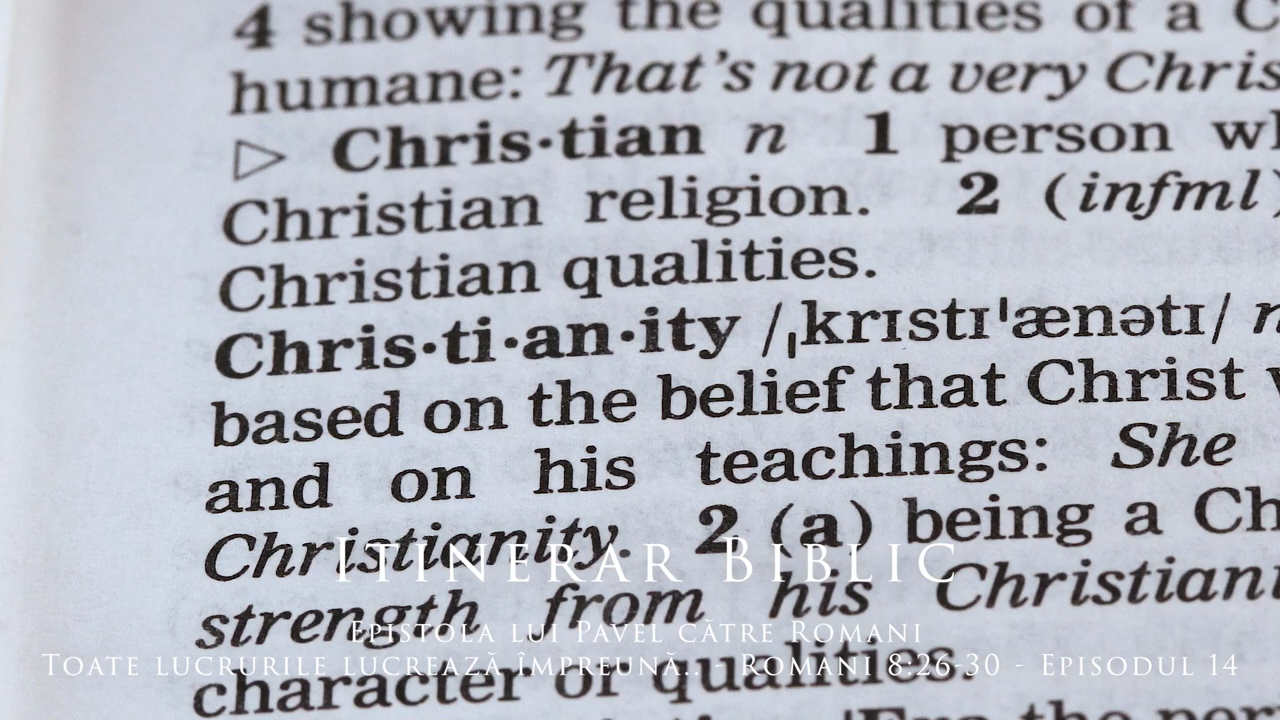 4 showing the qualities of a C
humane: That's not a very Chris
▷ Chris·tian n 1 person wh
Christian religion. 2 (infml)
Christian qualities.
Chris·ti·an·ity /ˌkrɪstɪˈænətɪ/ n
based on the belief that Christ w
and on his teachings: She
Christianity. 2 (a) being a Ch
Itinerar Biblic
strength from his Christiani
Epistola lui Pavel către Romani
Toate lucrurile lucrează împreună... - Romani 8:26-30 - Episodul 14
character or qualities.